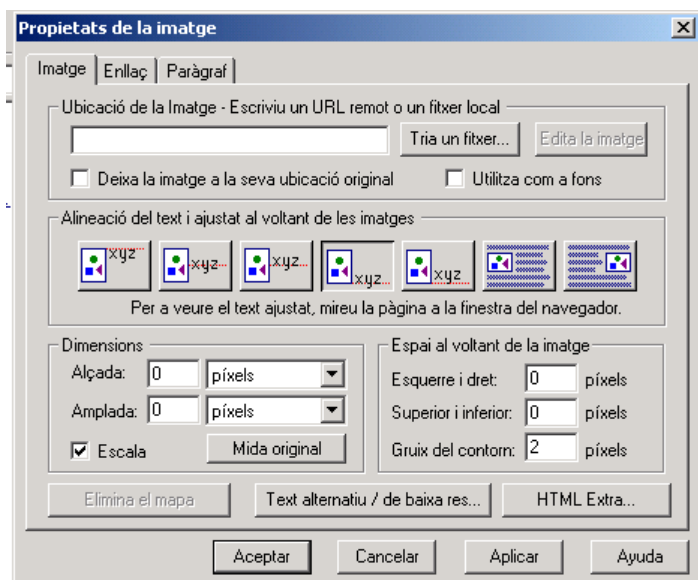 Propietats de la imatge
Imatge Enllaç Paràgraf
Ubicació de la Imatge - Escriviu un URL remot o un fitxer local
Tria un fitxer... Edita la imatge
Deixa la imatge a la seva ubicació original Utilitza com a fons
Alineació del text i ajustat al voltant de les imatges
xyz xyz xyz xyz xyz
Per a veure el text ajustat, mireu la pàgina a la finestra del navegador.
Dimensions
Alçada: 0 píxels
Amplada: 0 píxels
Escala Mida original
Espai al voltant de la imatge
Esquerre i dret: 0 píxels
Superior i inferior: 0 píxels
Gruix del contorn: 2 píxels
Elimina el mapa Text alternatiu / de baixa res... HTML Extra...
Aceptar Cancelar Aplicar Ayuda